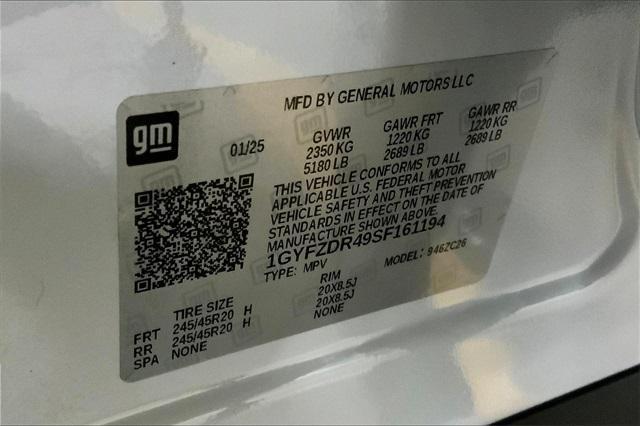 MFD BY GENERAL MOTORS LLC
gm
01/25
GVWR GAWR FRT GAWR RR
2350 KG 1220 KG 1220 KG
5180 LB 2689 LB 2689 LB
THIS VEHICLE CONFORMS TO ALL
APPLICABLE U.S. FEDERAL MOTOR
VEHICLE SAFETY AND THEFT PREVENTION
STANDARDS IN EFFECT ON THE DATE OF
MANUFACTURE SHOWN ABOVE.
1GYFZDR49SF161194
TYPE: MPV MODEL: 946ZC26
TIRE SIZE RIM
FRT 245/45R20 H 20X8.5J
RR 245/45R20 H 20X8.5J
SPA NONE NONE